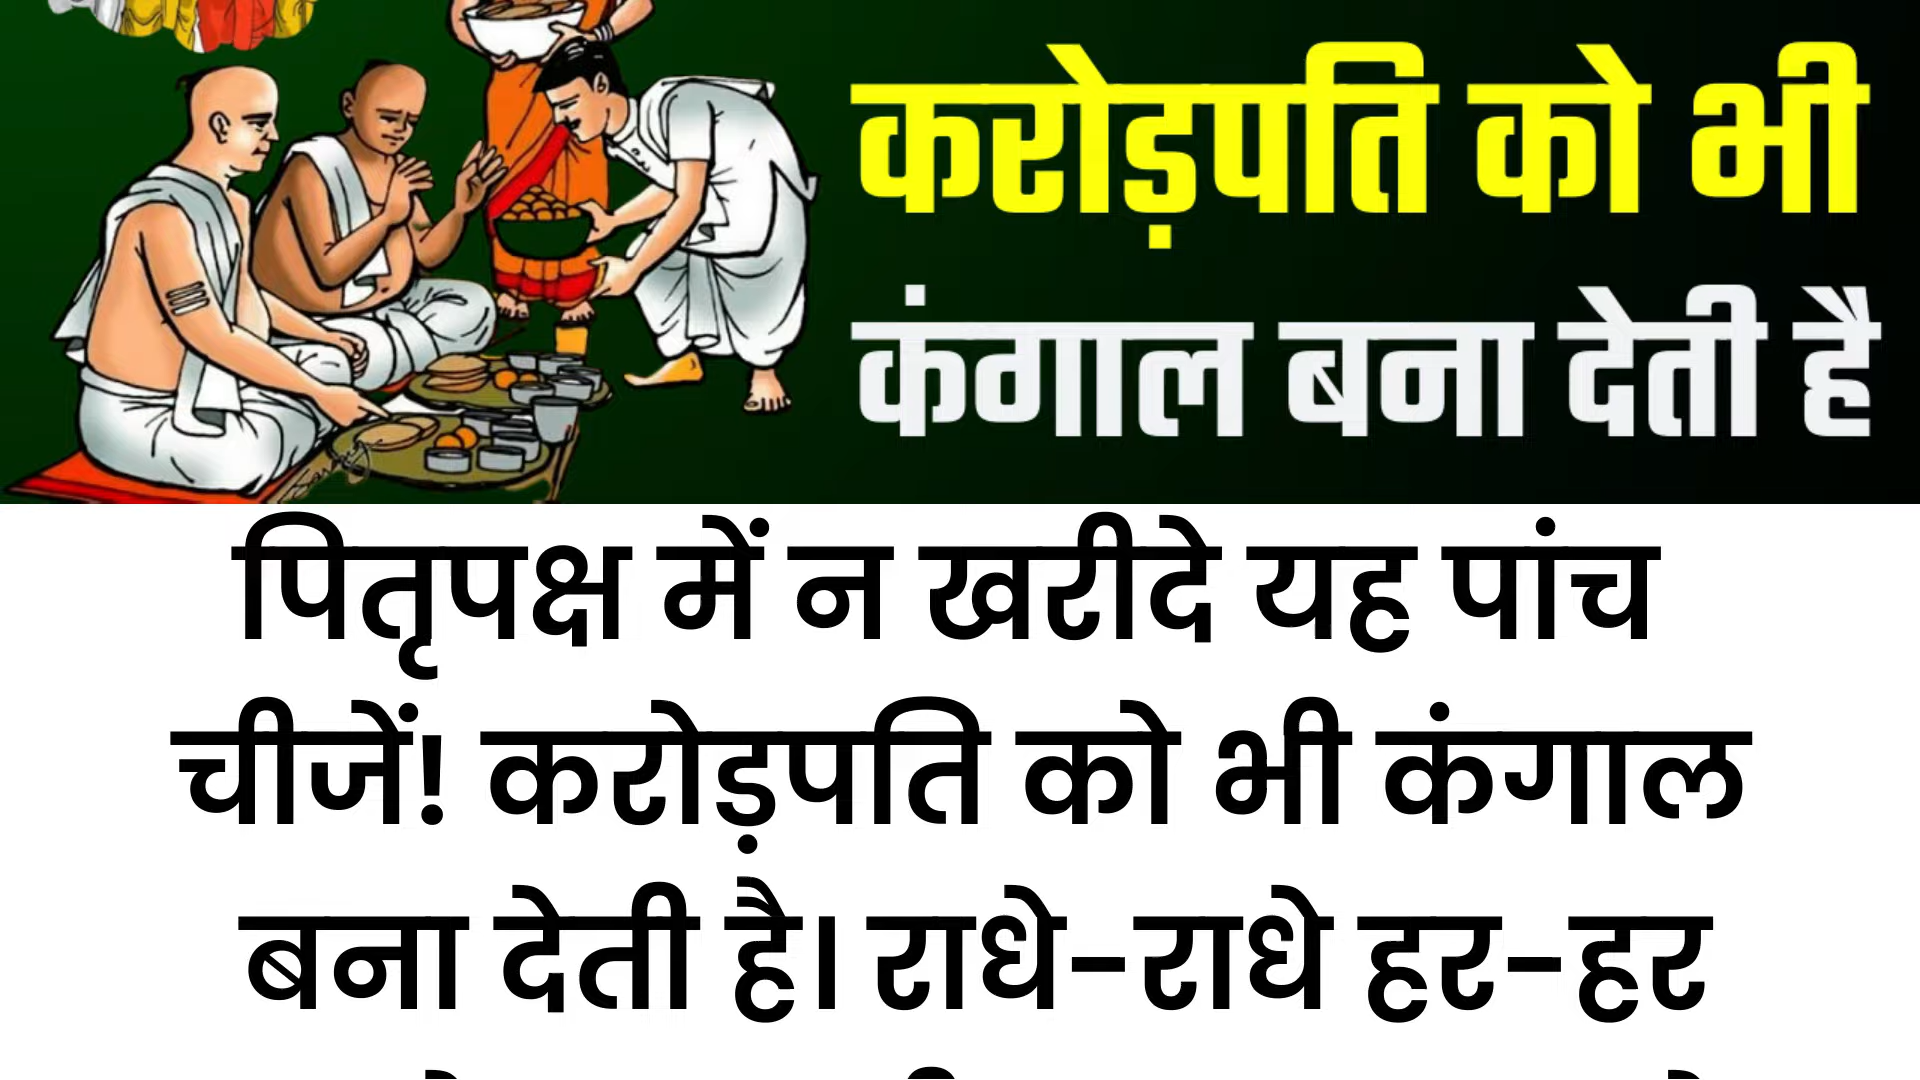 करोड़पति को भी
कंगाल बना देती है
पितृपक्ष में न खरीदे यह पांच
चीजें! करोड़पति को भी कंगाल
बना देती है। राधे-राधे हर-हर